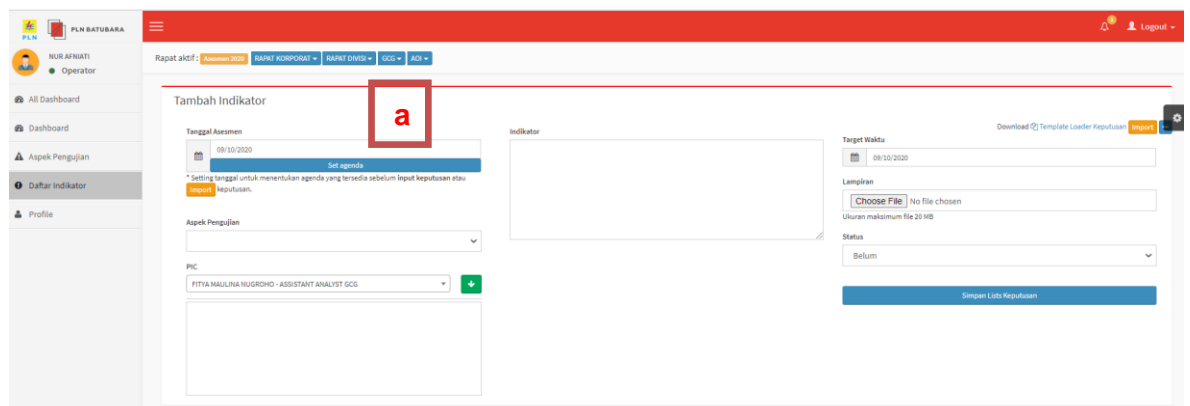 PLN
PLN BATUBARA
3
Logout
NUR AFNIATI
Operator
Rapat aktif :
Assesmen 2020
RAPAT KORPORAT
RAPAT DIVISI
GCG
AOI
All Dashboard
Dashboard
Aspek Pengujian
Daftar Indikator
Profile
Tambah Indikator
a
Download Template Loader Keputusan Import
Tanggal Asesmen
09/10/2020
Set agenda
* Setting tanggal untuk menentukan agenda yang tersedia sebelum input keputusan atau
Import keputusan.
Aspek Pengujian
PIC
FITYA MAULINA NUGROHO - ASSISTANT ANALYST GCG
Indikator
Target Waktu
09/10/2020
Lampiran
Choose File No file chosen
Ukuran maksimum file 20 MB
Status
Belum
Simpan Lists Keputusan